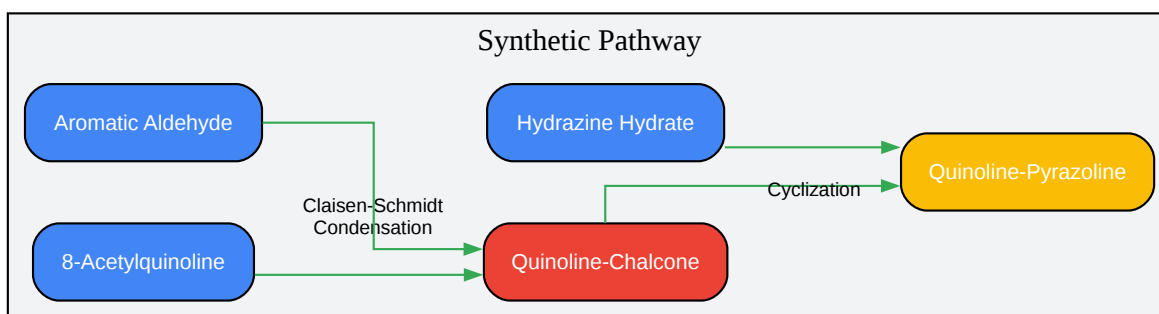 Synthetic Pathway
Aromatic Aldehyde
Hydrazine Hydrate
Quinoline-Pyrazoline
Cyclization
Claisen-Schmidt
Condensation
8-Acetylquinoline
Quinoline-Chalcone